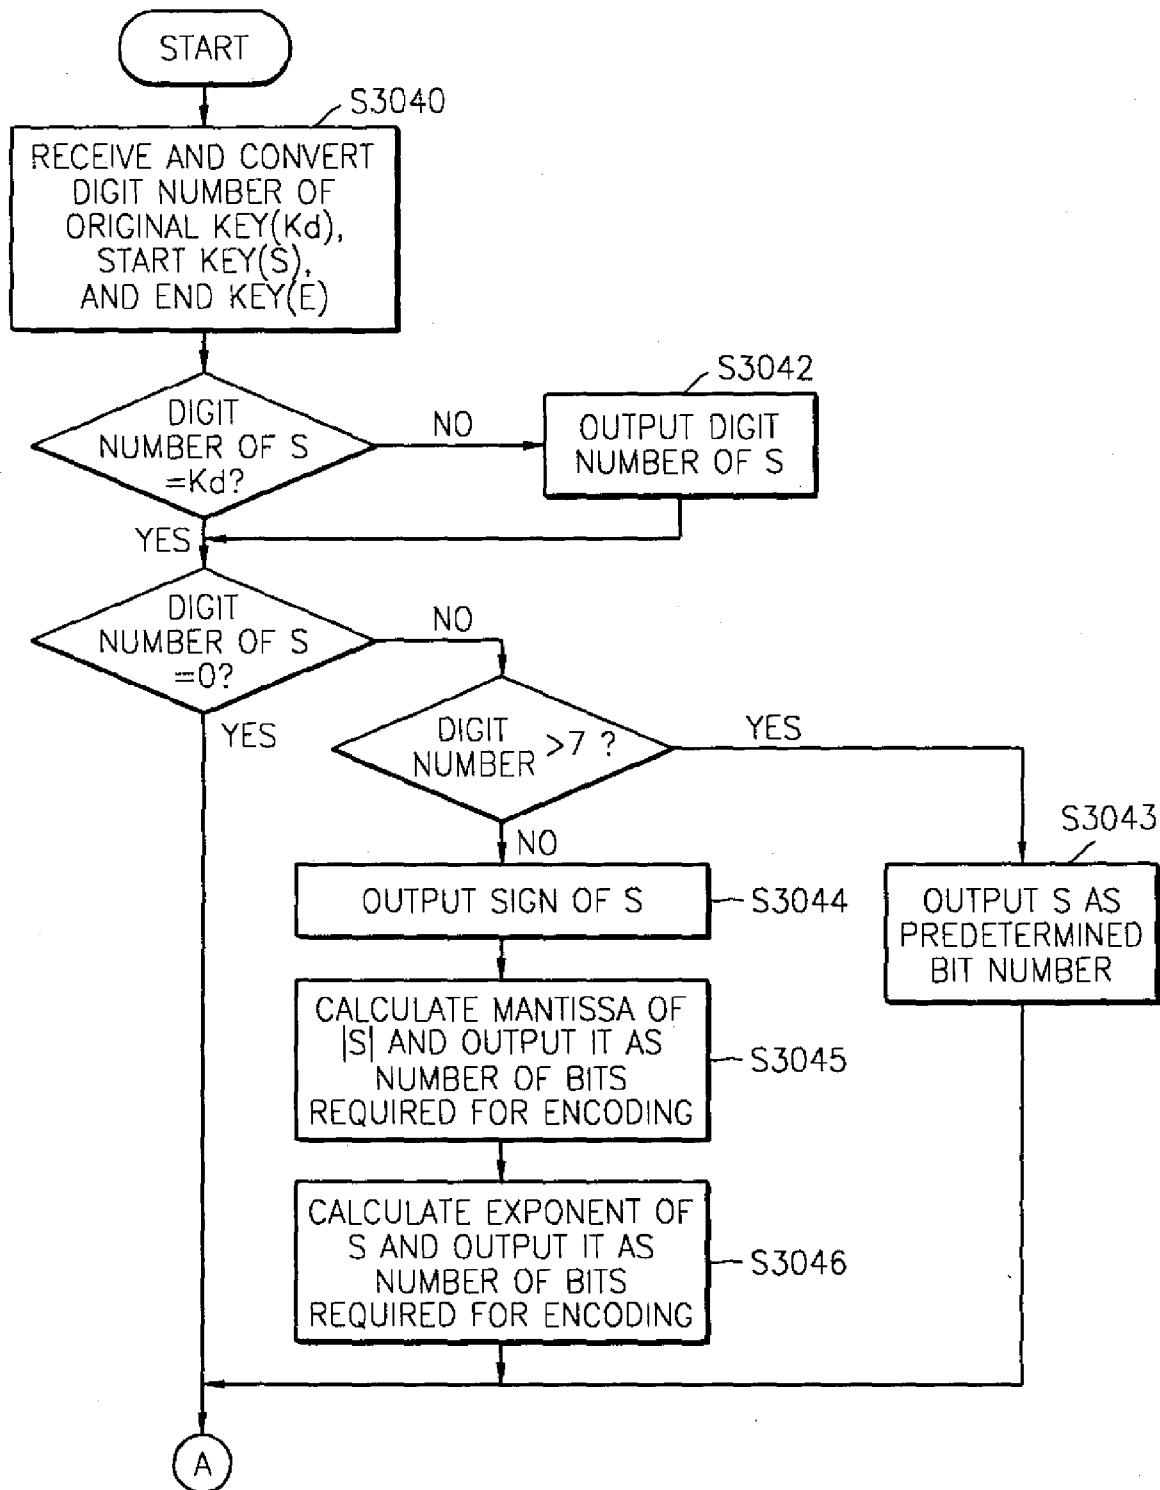 START
S3040
RECEIVE AND CONVERT
DIGIT NUMBER OF
ORIGINAL KEY(Kd),
START KEY(S),
AND END KEY(E)
DIGIT
NUMBER OF S
=Kd?
NO
S3042
OUTPUT DIGIT
NUMBER OF S
YES
DIGIT
NUMBER OF S
=0?
NO
YES
DIGIT
NUMBER >7 ?
YES
NO
S3043
OUTPUT S AS
PREDETERMINED
BIT NUMBER
OUTPUT SIGN OF S
S3044
CALCULATE MANTISSA OF
|S| AND OUTPUT IT AS
NUMBER OF BITS
REQUIRED FOR ENCODING
S3045
CALCULATE EXPONENT OF
S AND OUTPUT IT AS
NUMBER OF BITS
REQUIRED FOR ENCODING
S3046
A